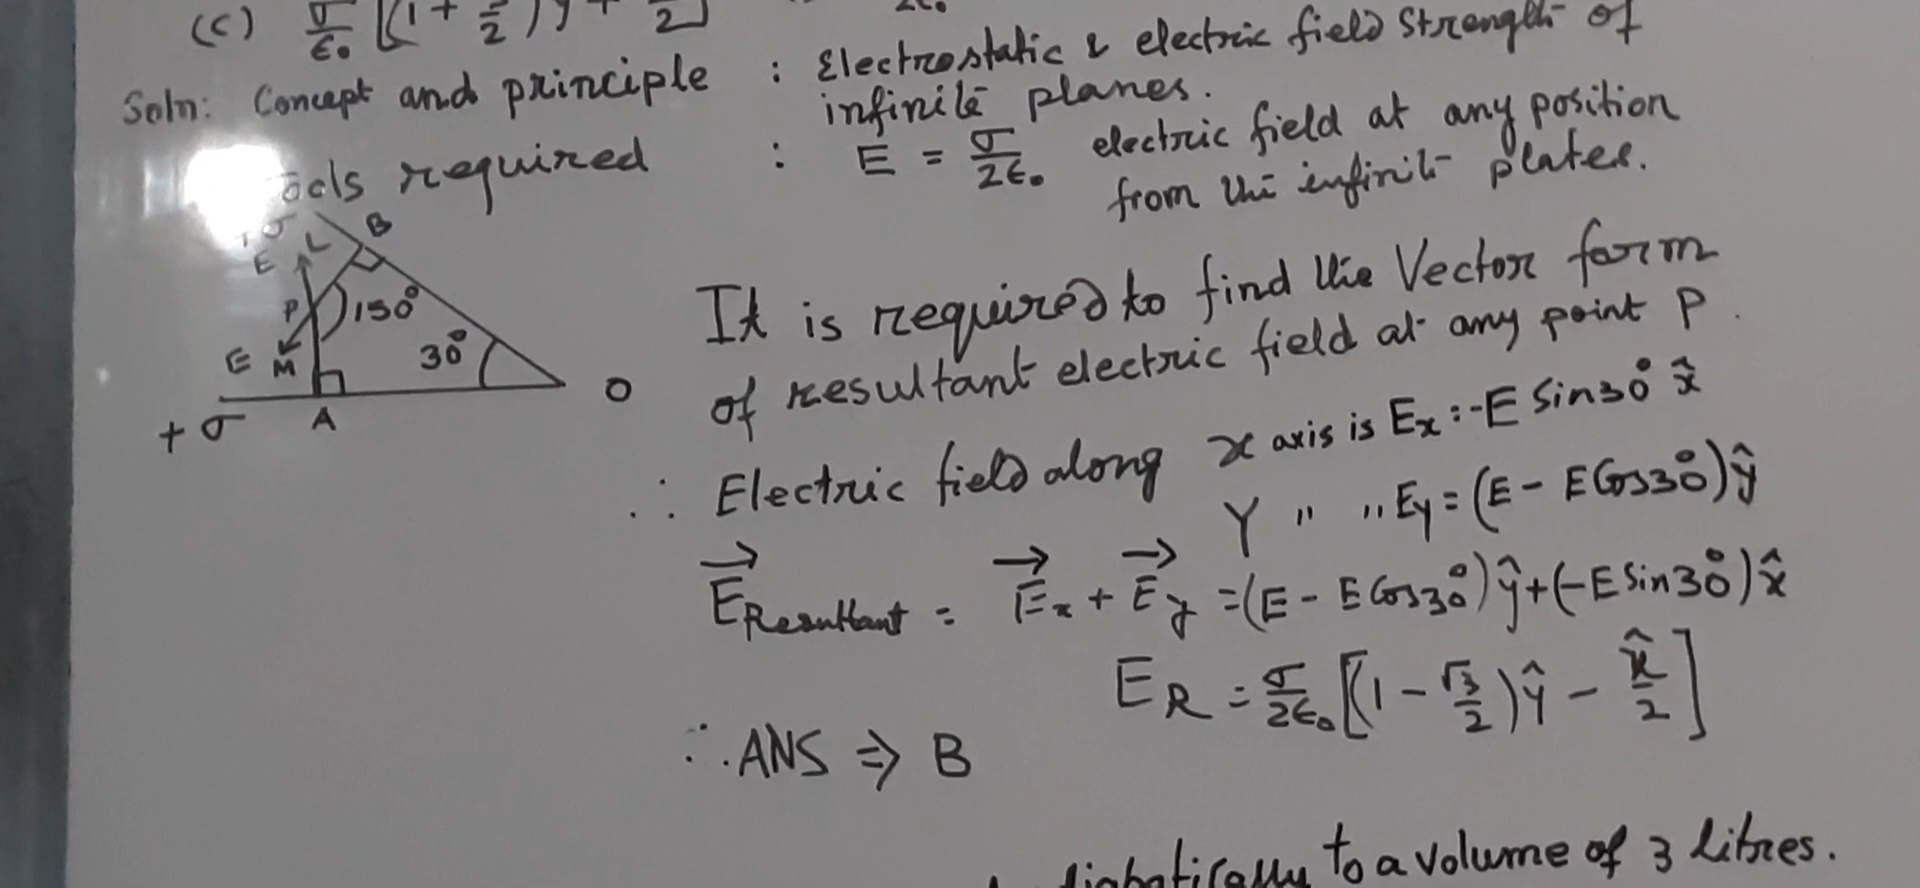 (C) σ/ε₀ [(1 + /2)y + /2]
2ε₀
Soln: Concept and principle : Electrostatic & electric field strength of
infinite planes.
ools required : E = σ/2ε₀ electric field at any position
from the infinite plates.
+σ
L B
E
P 150°
E M 30°
+σ A O
It is required to find the Vector form
of resultant electric field at any point P.
∴ Electric field along x axis is Eₓ :- E Sin30° x̂
Y " " Ey = (E - E Cos30°)ŷ
E⃗Resultant = E⃗x + E⃗y = (E - E Cos30°)ŷ + (-E Sin30°)x̂
E_R = σ/2ε₀ [(1 - √3/2)ŷ - x̂/2]
∴ ANS ⇒ B
diabatically to a volume of 3 litres.